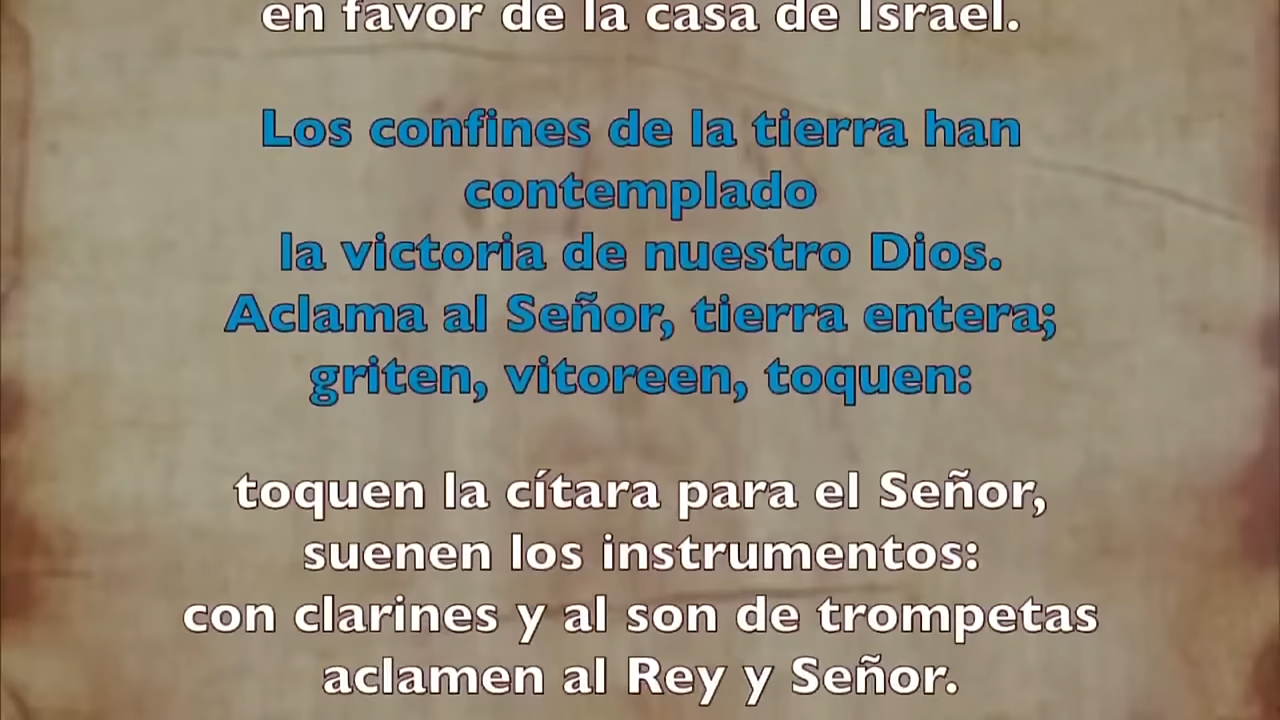 en favor de la casa de Israel.
Los confines de la tierra han
contemplado
la victoria de nuestro Dios.
Aclama al Señor, tierra entera;
griten, vitoreen, toquen:
toquen la cítara para el Señor,
suenen los instrumentos:
con clarines y al son de trompetas
aclamen al Rey y Señor.